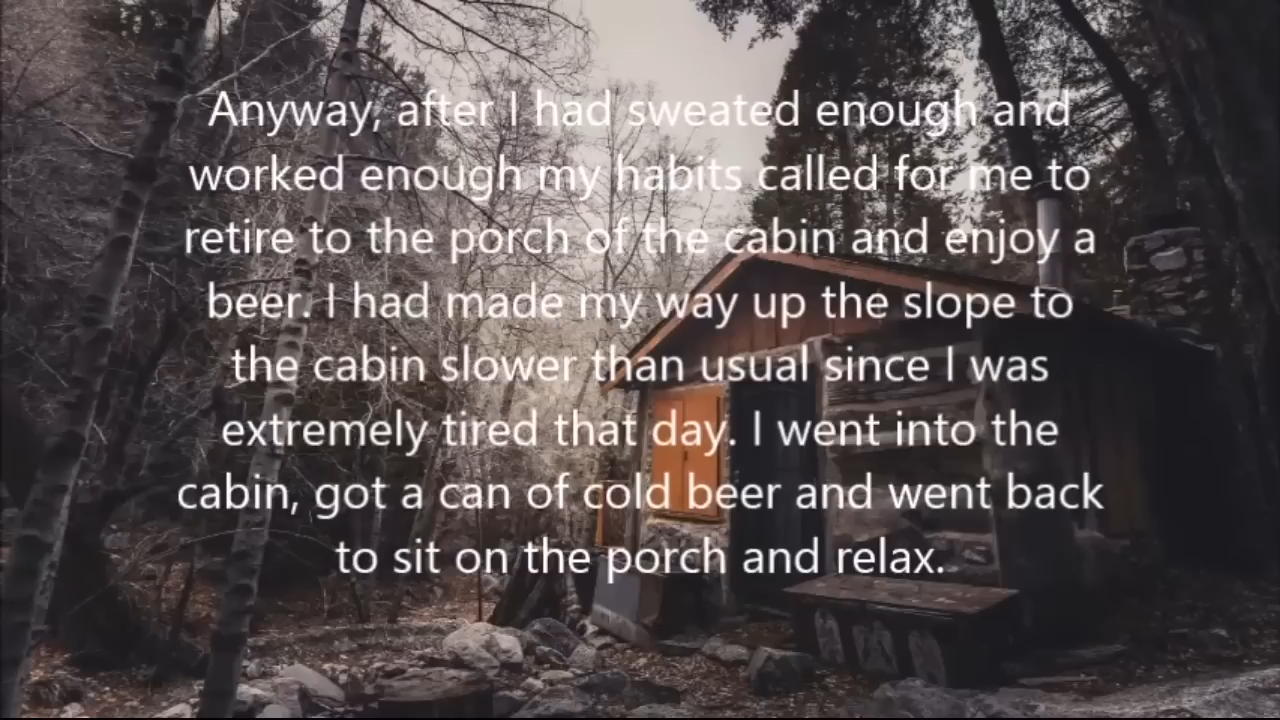 Anyway, after I had sweated enough and
worked enough my habits called for me to
retire to the porch of the cabin and enjoy a
beer. I had made my way up the slope to
the cabin slower than usual since I was
extremely tired that day. I went into the
cabin, got a can of cold beer and went back
to sit on the porch and relax.